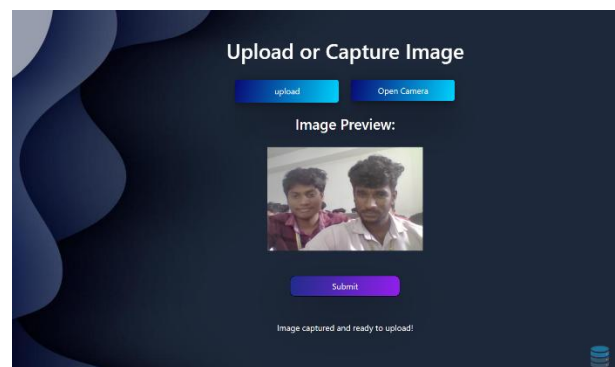 Upload or Capture Image
upload Open Camera
Image Preview:
Submit
Image captured and ready to upload!